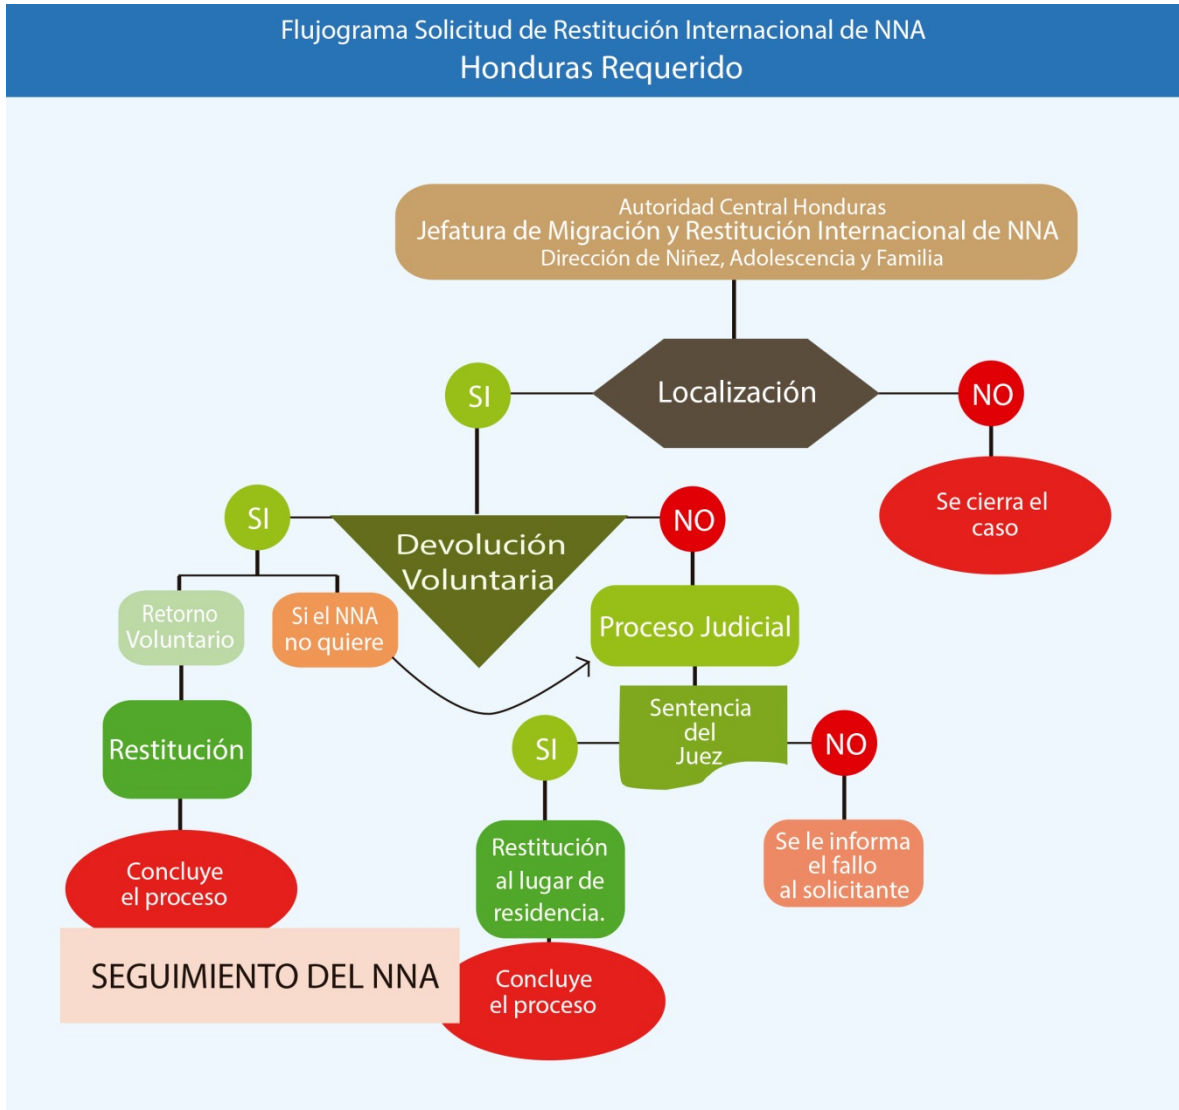 Flujograma Solicitud de Restitución Internacional de NNA
Honduras Requerido
Autoridad Central Honduras
Jefatura de Migración y Restitución Internacional de NNA
Dirección de Niñez, Adolescencia y Familia
Localización
SI
NO
Se cierra el
caso
SI
Devolución
Voluntaria
NO
Retorno
Voluntario
Si el NNA
no quiere
Proceso Judicial
Restitución
Sentencia
del
Juez
SI
NO
Concluye
el proceso
Restitución
al lugar de
residencia.
Se le informa
el fallo
al solicitante
SEGUIMIENTO DEL NNA
Concluye
el proceso